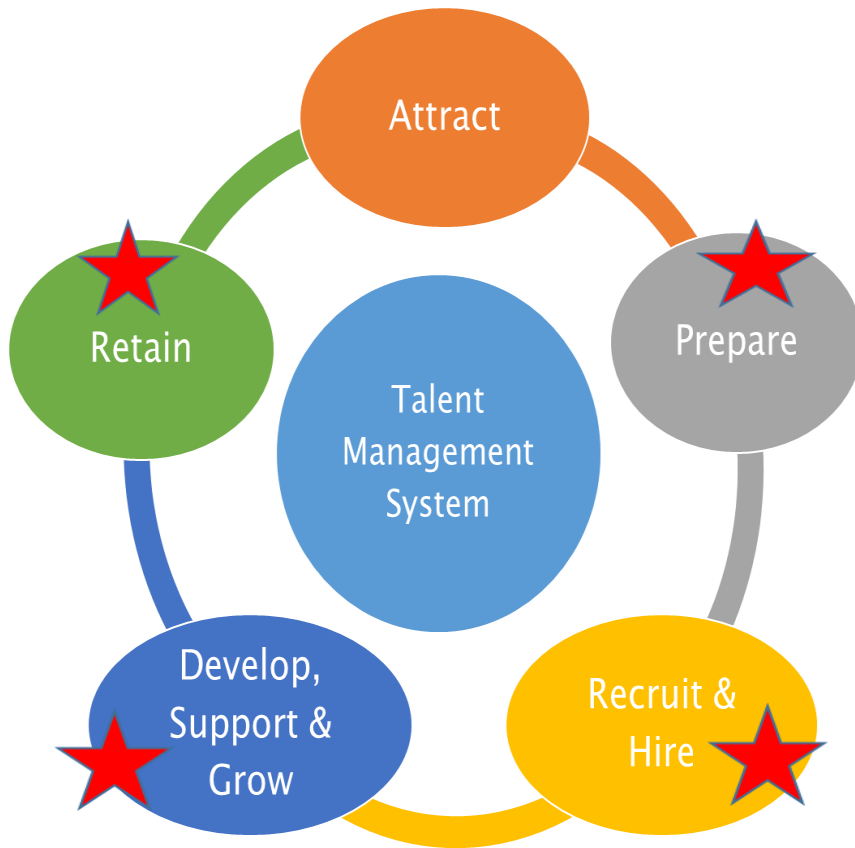 Attract
Prepare
Recruit &
Hire
Develop,
Support &
Grow
Retain
Talent
Management
System